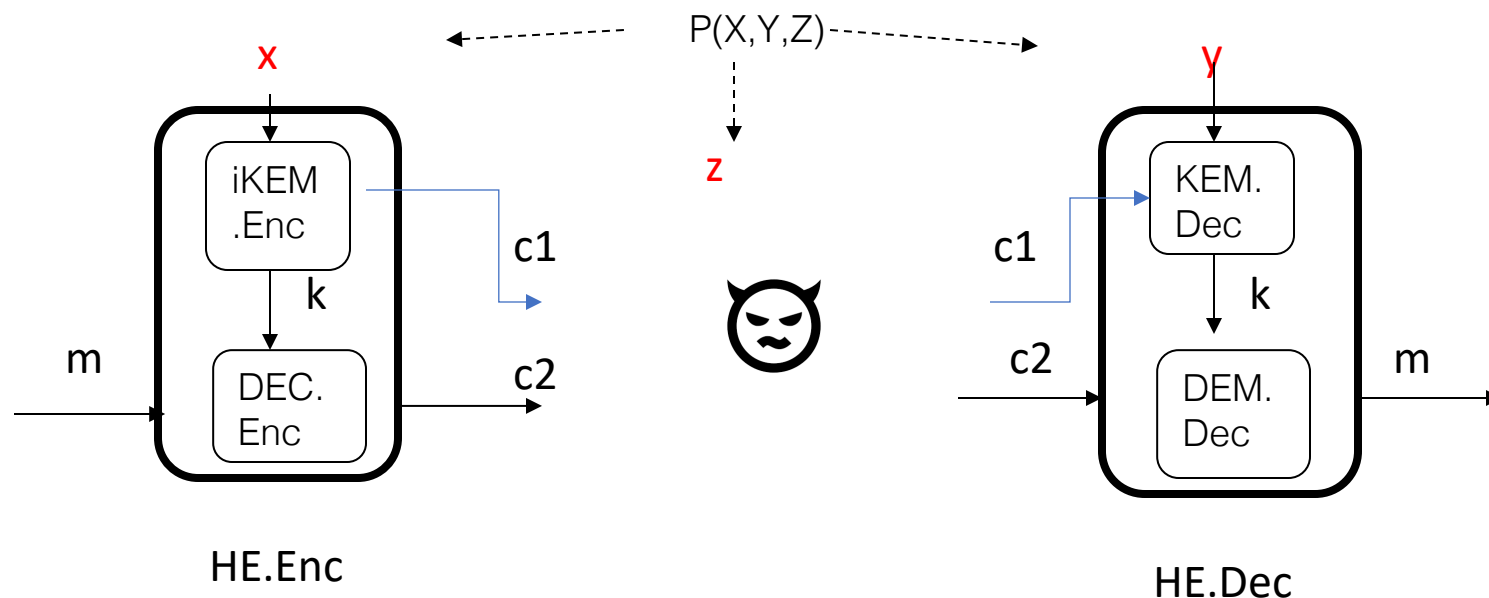 P(X,Y,Z)
x
y
z
iKEM
.Enc
c1
k
m
DEC.
Enc
c2
HE.Enc
KEM.
Dec
c1
k
c2
DEM.
Dec
m
HE.Dec